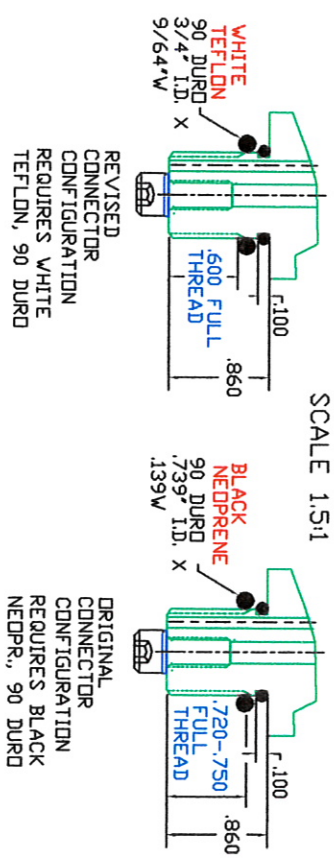 SCALE 1.5:1
WHITE
TEFLON
90 DURO
3/4" I.D. X
9/64"W
.100
.860
.600 FULL
THREAD
REVISED
CONNECTOR
CONFIGURATION
REQUIRES WHITE
TEFLON, 90 DURO
BLACK
NEOPRENE
90 DURO
.739" I.D. X
.139W
.100
.860
.720-.750
FULL
THREAD
ORIGINAL
CONNECTOR
CONFIGURATION
REQUIRES BLACK
NEOPR., 90 DURO